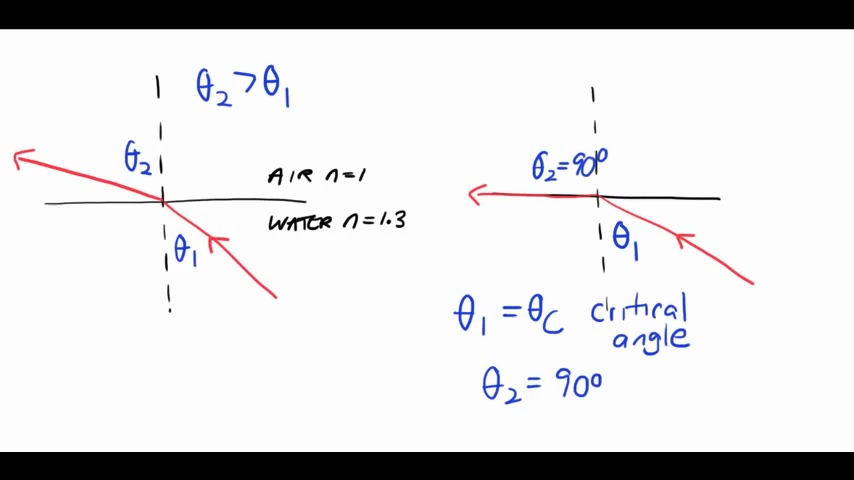 θ₂ > θ₁
θ₂
AIR n=1
WATER n=1.3
θ₁
θ₂=90°
θ₁
θ₁ = θc critical
angle
θ₂ = 90°